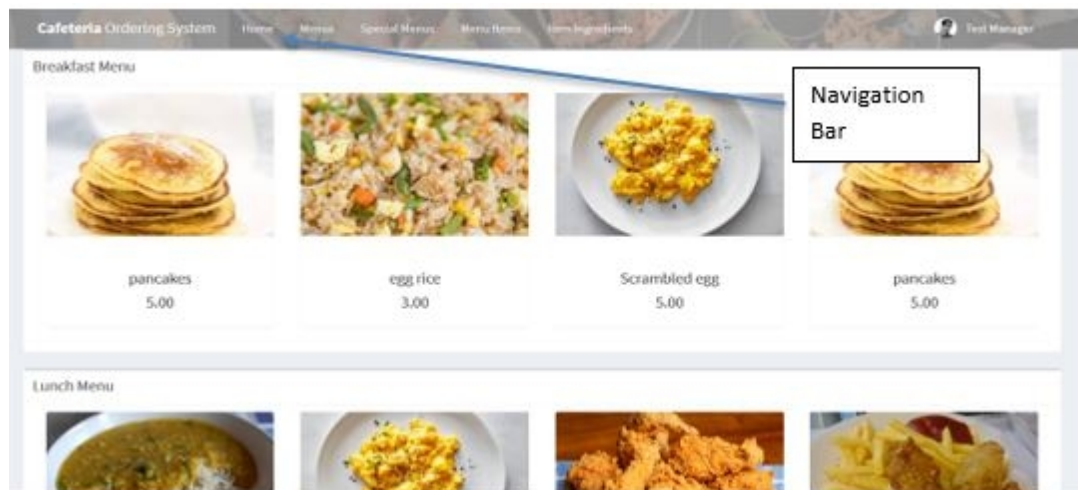 Cafeteria Ordering System Home Menus Special Menus Menu Items Item Ingredients Test Manager
Breakfast Menu
Navigation
Bar
pancakes egg rice Scrambled egg pancakes
5.00 3.00 5.00 5.00
Lunch Menu